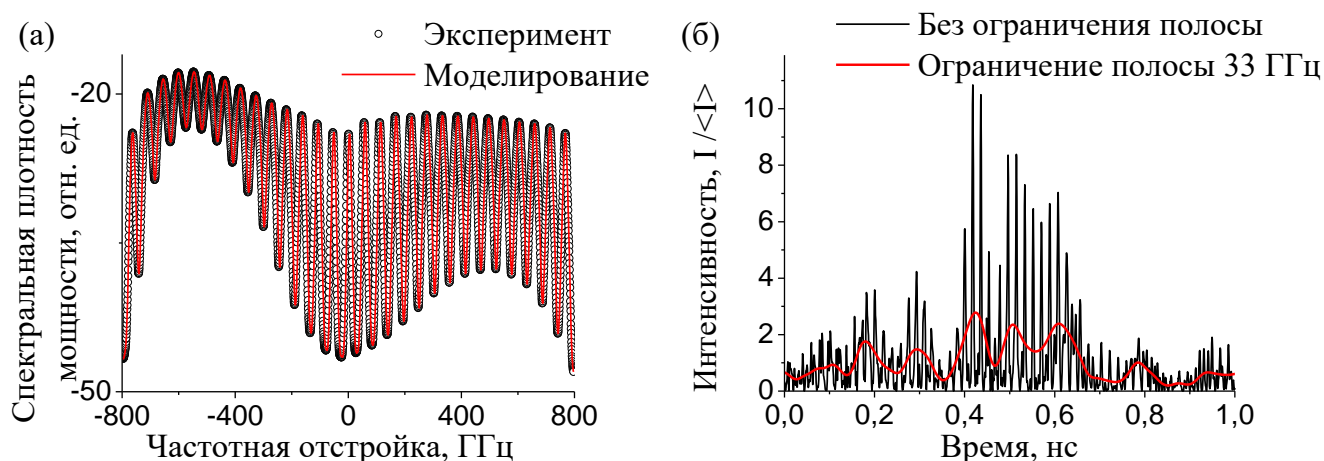 (а)
Эксперимент
Моделирование
Спектральная плотность
мощности, отн. ед.
-20
-50
-800
-400
0
400
800
Частотная отстройка, ГГц
(б)
Без ограничения полосы
Ограничение полосы 33 ГГц
Интенсивность, I /<I>
10
8
6
4
2
0
0,0
0,2
0,4
0,6
0,8
1,0
Время, нс